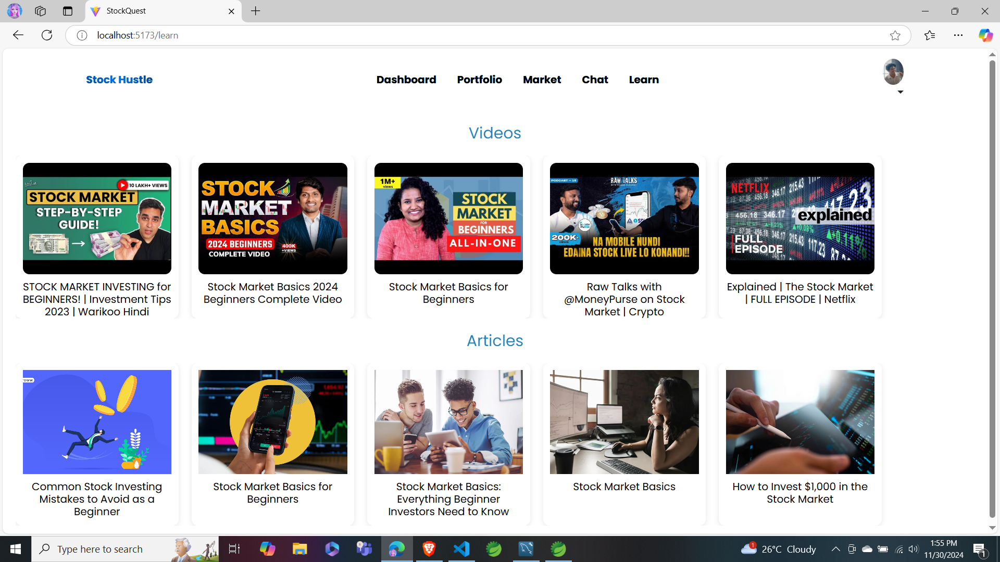 StockQuest
localhost:5173/learn
Stock Hustle
Dashboard
Portfolio
Market
Chat
Learn
Videos
10 LAKH+ VIEWS
STOCK MARKET
STEP-BY-STEP
GUIDE!
STOCK
MARKET
BASICS
2024 BEGINNERS
COMPLETE VIDEO
400K
+VIEWS
1M+
views
STOCK
MARKET
FOR
BEGINNERS
ALL-IN-ONE
PODCAST - 18
RAW TALKS
MONEY
PURSE
200K+
NA MOBILE NUNDI
EDAINA STOCK LIVE LO KONANDI!!
NETFLIX
explained
FULL
EPISODE
STOCK MARKET INVESTING for
BEGINNERS! | Investment Tips
2023 | Warikoo Hindi
Stock Market Basics 2024
Beginners Complete Video
Stock Market Basics for
Beginners
Raw Talks with
@MoneyPurse on Stock
Market | Crypto
Explained | The Stock Market
| FULL EPISODE | Netflix
Articles
Common Stock Investing
Mistakes to Avoid as a
Beginner
Stock Market Basics for
Beginners
Stock Market Basics:
Everything Beginner
Investors Need to Know
Stock Market Basics
How to Invest $1,000 in the
Stock Market
Type here to search
1
26°C Cloudy
1:55 PM
11/30/2024
1